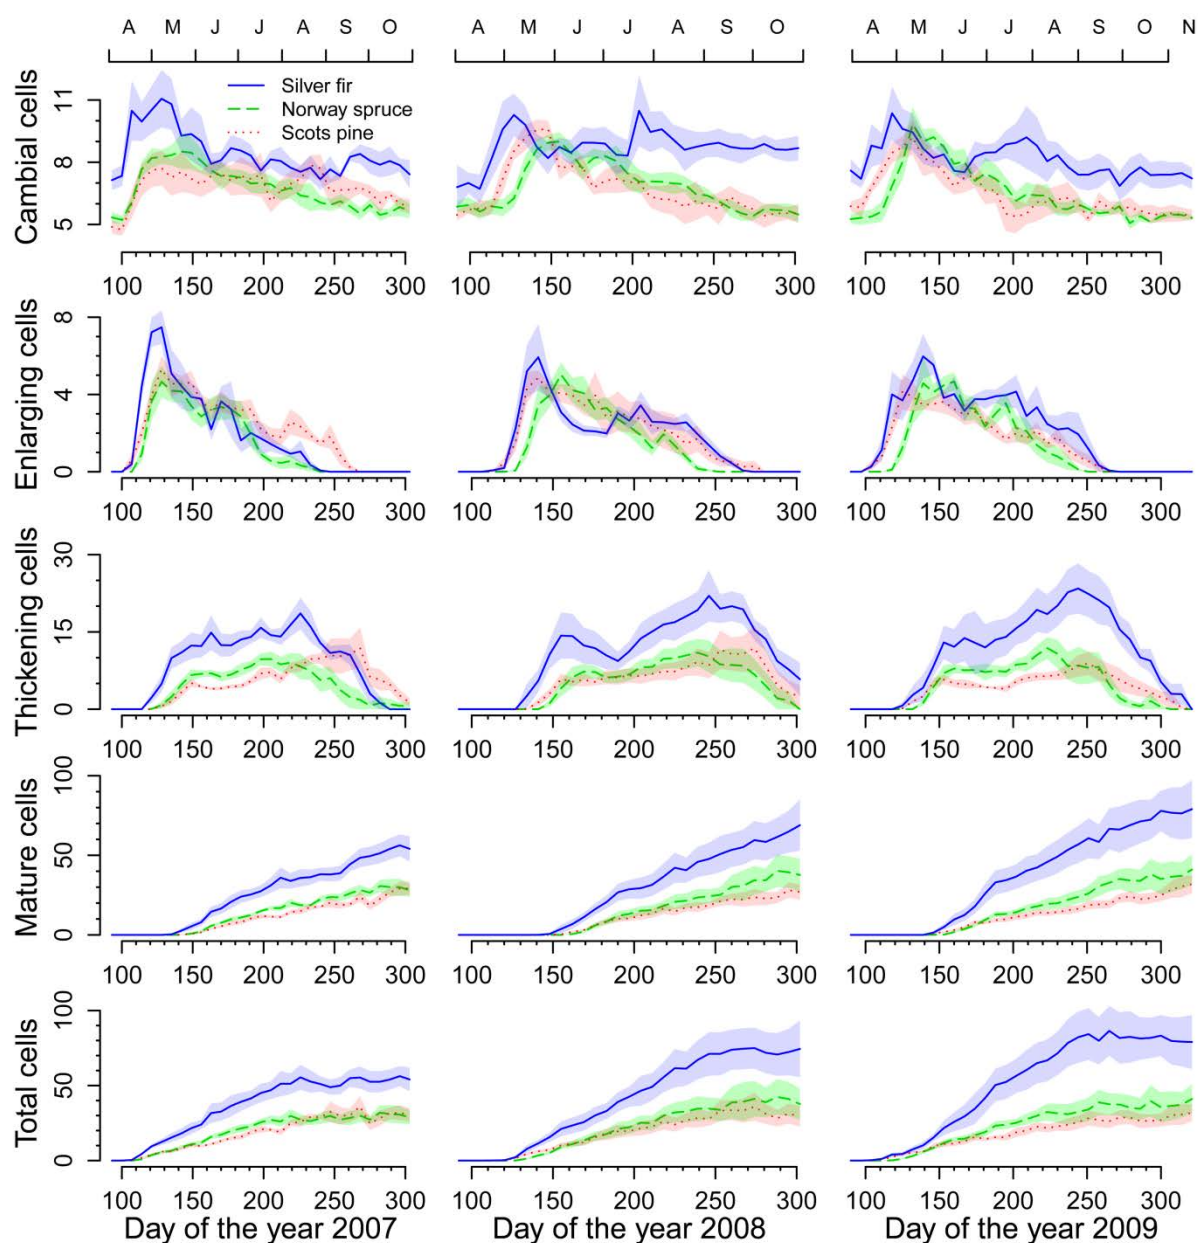 A M J J A S O
A M J J A S O
A M J J A S O N
Cambial cells
11
8
5
Silver fir
Norway spruce
Scots pine
100 150 200 250 300
100 150 200 250 300
100 150 200 250 300
Enlarging cells
8
4
0
100 150 200 250 300
100 150 200 250 300
100 150 200 250 300
Thickening cells
30
15
0
100 150 200 250 300
100 150 200 250 300
100 150 200 250 300
Mature cells
100
50
0
100 150 200 250 300
100 150 200 250 300
100 150 200 250 300
Total cells
100
50
0
100 150 200 250 300
100 150 200 250 300
100 150 200 250 300
Day of the year 2007
Day of the year 2008
Day of the year 2009